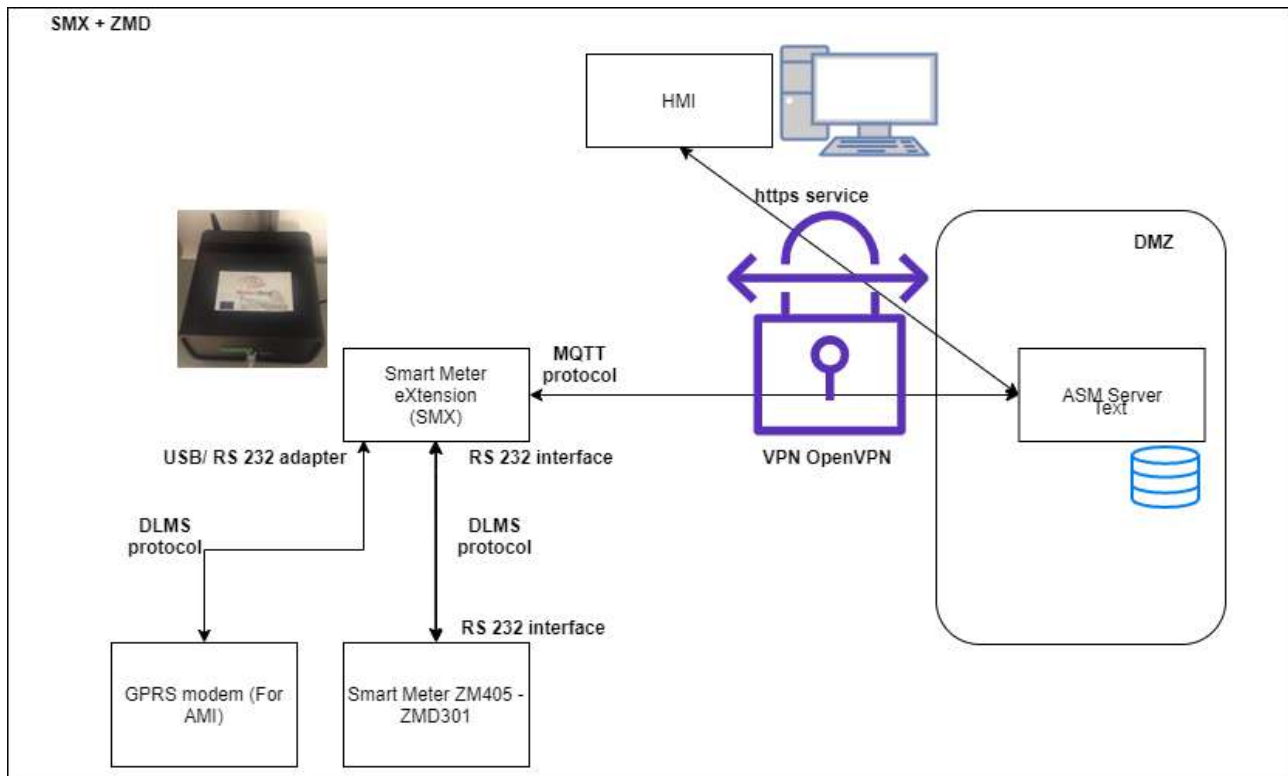 SMX + ZMD
HMI
https service
DMZ
MQTT
protocol
Smart Meter
eXtension
(SMX)
ASM Server
Text
USB/ RS 232 adapter
RS 232 interface
VPN OpenVPN
DLMS
protocol
DLMS
protocol
RS 232 interface
GPRS modem (For
AMI)
Smart Meter ZM405 -
ZMD301